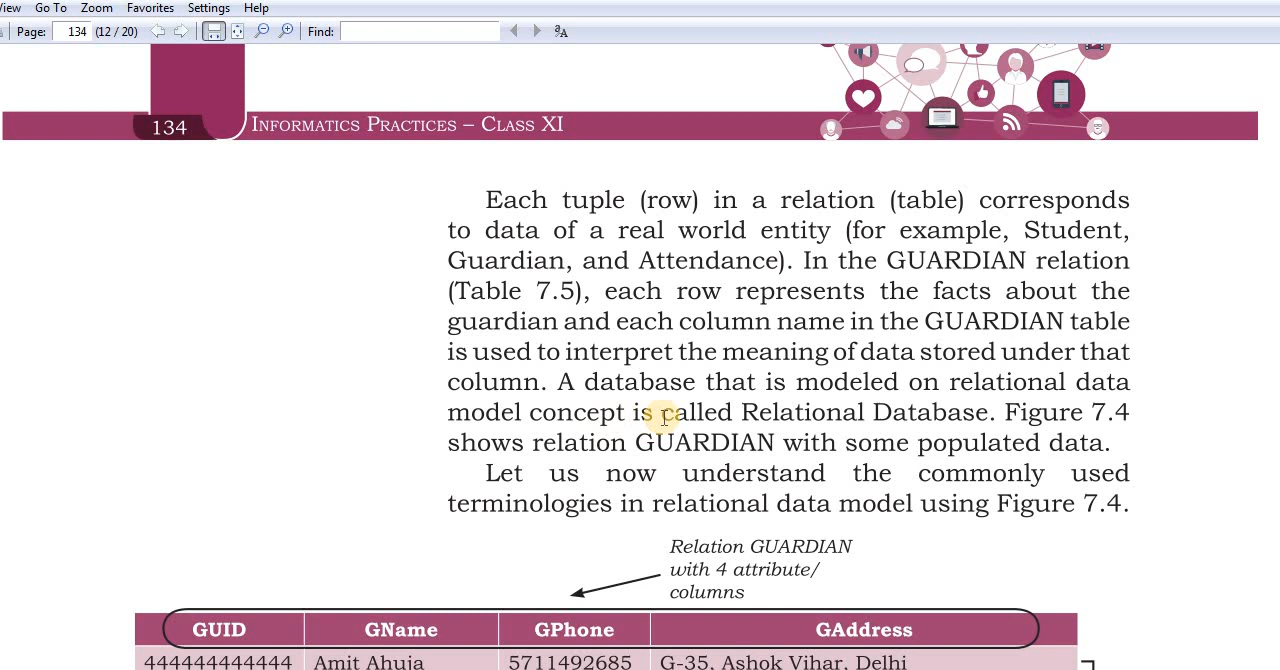 View Go To Zoom Favorites Settings Help
Page: 134 (12 / 20) Find:
134 INFORMATICS PRACTICES – CLASS XI
Each tuple (row) in a relation (table) corresponds
to data of a real world entity (for example, Student,
Guardian, and Attendance). In the GUARDIAN relation
(Table 7.5), each row represents the facts about the
guardian and each column name in the GUARDIAN table
is used to interpret the meaning of data stored under that
column. A database that is modeled on relational data
model concept is called Relational Database. Figure 7.4
shows relation GUARDIAN with some populated data.
Let us now understand the commonly used
terminologies in relational data model using Figure 7.4.
Relation GUARDIAN
with 4 attribute/
columns
GUID GName GPhone GAddress
444444444444 Amit Ahuja 5711492685 G-35, Ashok Vihar, Delhi